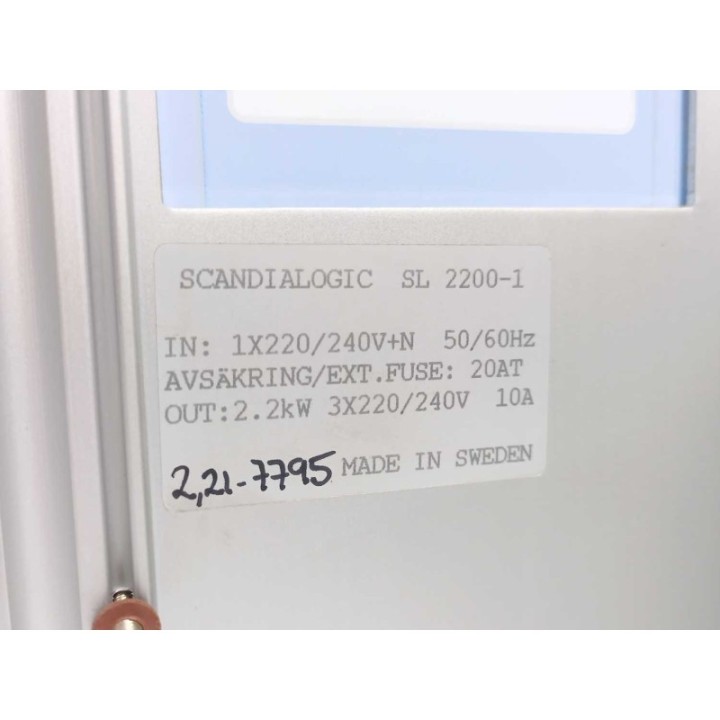 SCANDIALOGIC SL 2200-1
IN: 1X220/240V+N 50/60Hz
AVSÄKRING/EXT.FUSE: 20AT
OUT:2.2kW 3X220/240V 10A
2,21-7795 MADE IN SWEDEN